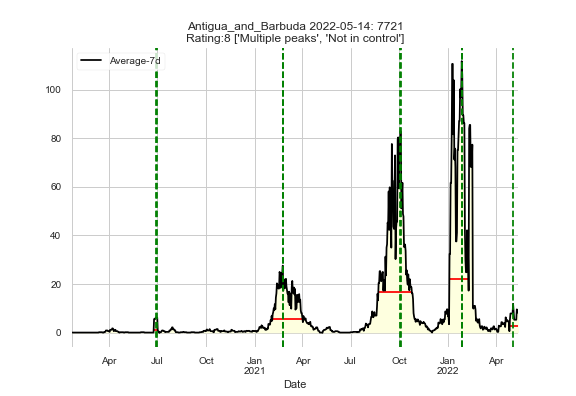 Antigua_and_Barbuda 2022-05-14: 7721
Rating:8 ['Multiple peaks', 'Not in control']
Average-7d
100
80
60
40
20
0
Apr Jul Oct Jan Apr Jul Oct Jan Apr
2021 2022
Date